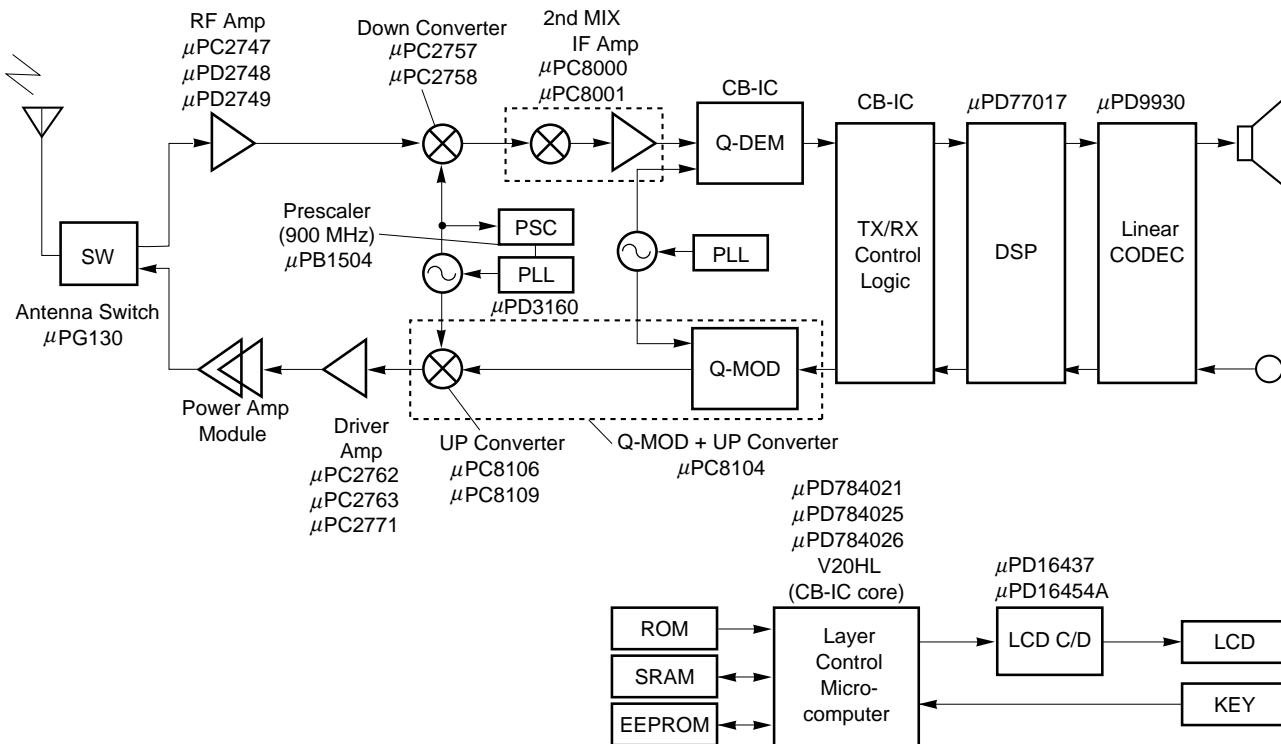 RF Amp
μPC2747
μPD2748
μPD2749
Down Converter
μPC2757
μPC2758
2nd MIX
IF Amp
μPC8000
μPC8001
CB-IC
Q-DEM
CB-IC
μPD77017
μPD9930
TX/RX
Control
Logic
DSP
Linear
CODEC
Prescaler
(900 MHz)
μPB1504
PSC
PLL
μPD3160
PLL
SW
Antenna Switch
μPG130
Power Amp
Module
Driver
Amp
μPC2762
μPC2763
μPC2771
UP Converter
μPC8106
μPC8109
Q-MOD
Q-MOD + UP Converter
μPC8104
μPD784021
μPD784025
μPD784026
V20HL
(CB-IC core)
ROM
SRAM
EEPROM
Layer
Control
Micro-
computer
μPD16437
μPD16454A
LCD C/D
LCD
KEY